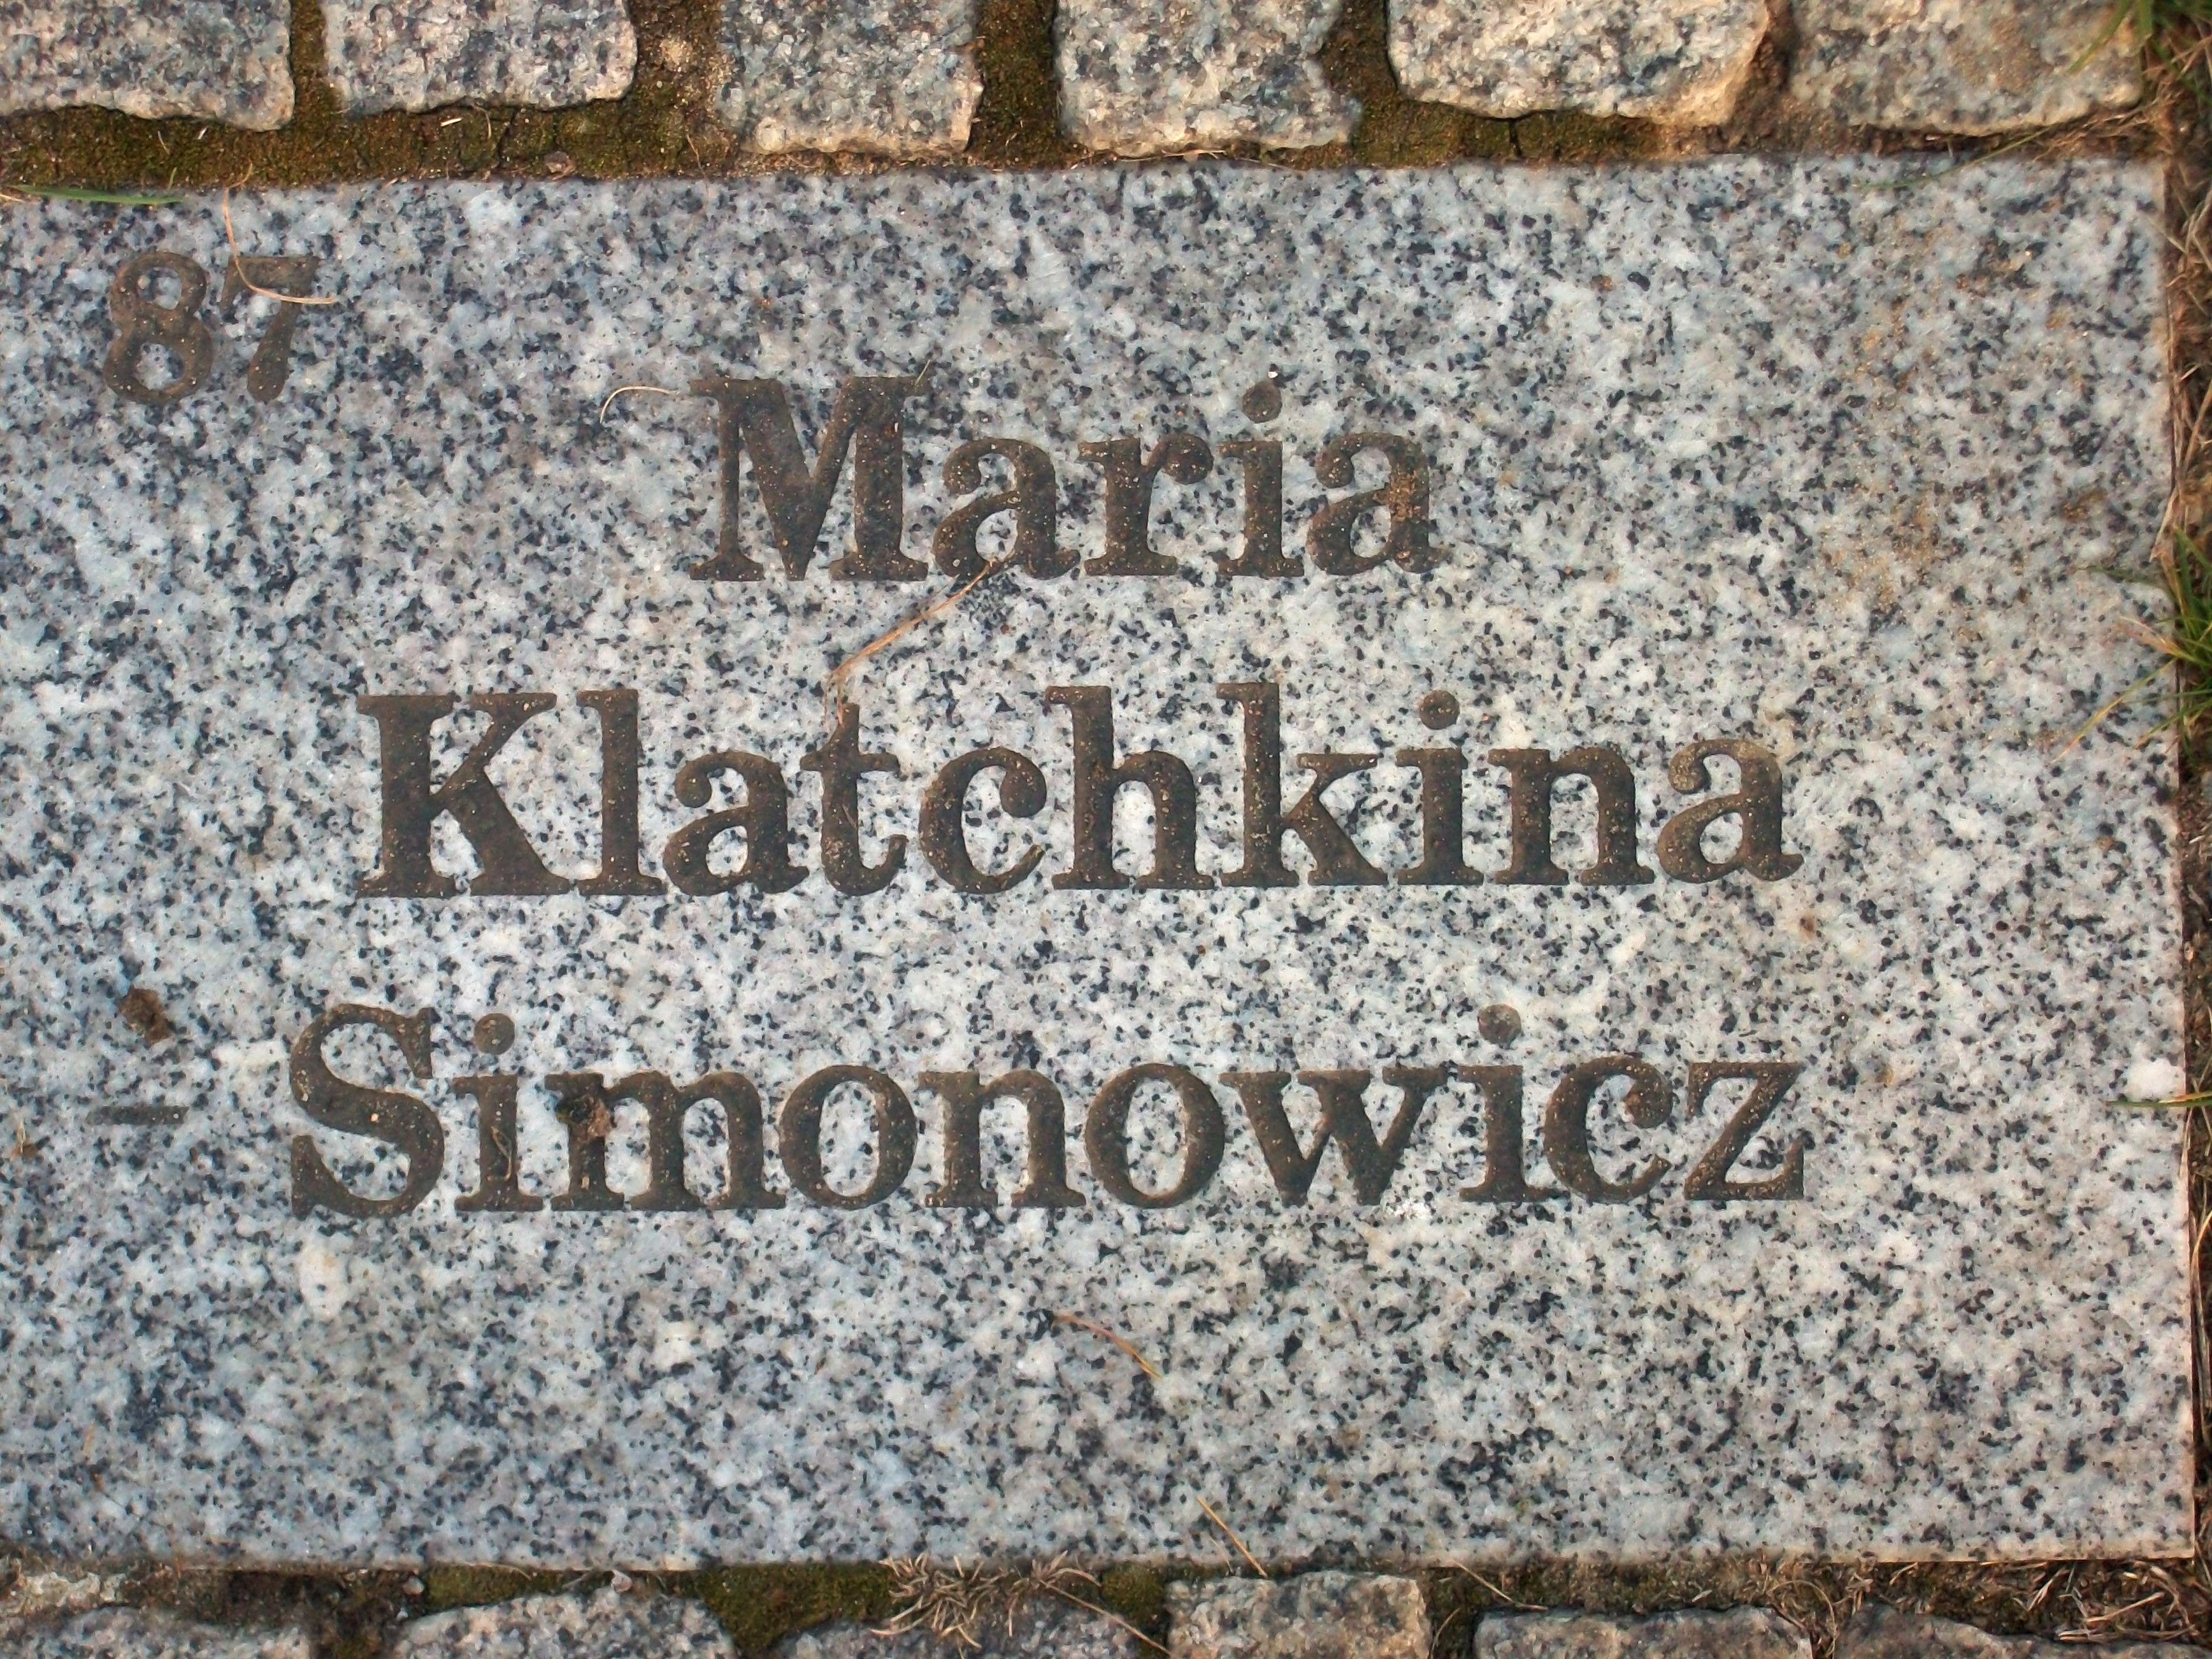 87
Maria
Klatchkina
- Simonowicz